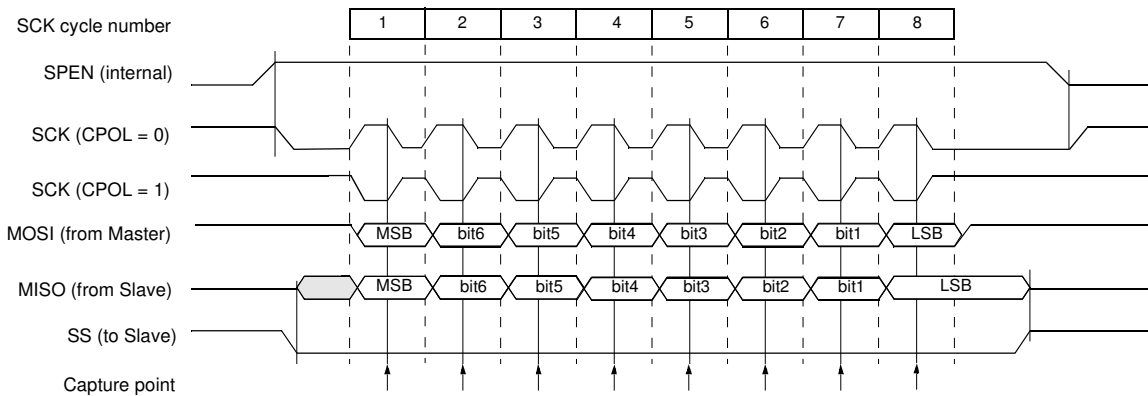 SCK cycle number 1 2 3 4 5 6 7 8
SPEN (internal)
SCK (CPOL = 0)
SCK (CPOL = 1)
MOSI (from Master) MSB bit6 bit5 bit4 bit3 bit2 bit1 LSB
MISO (from Slave) MSB bit6 bit5 bit4 bit3 bit2 bit1 LSB
SS (to Slave)
Capture point